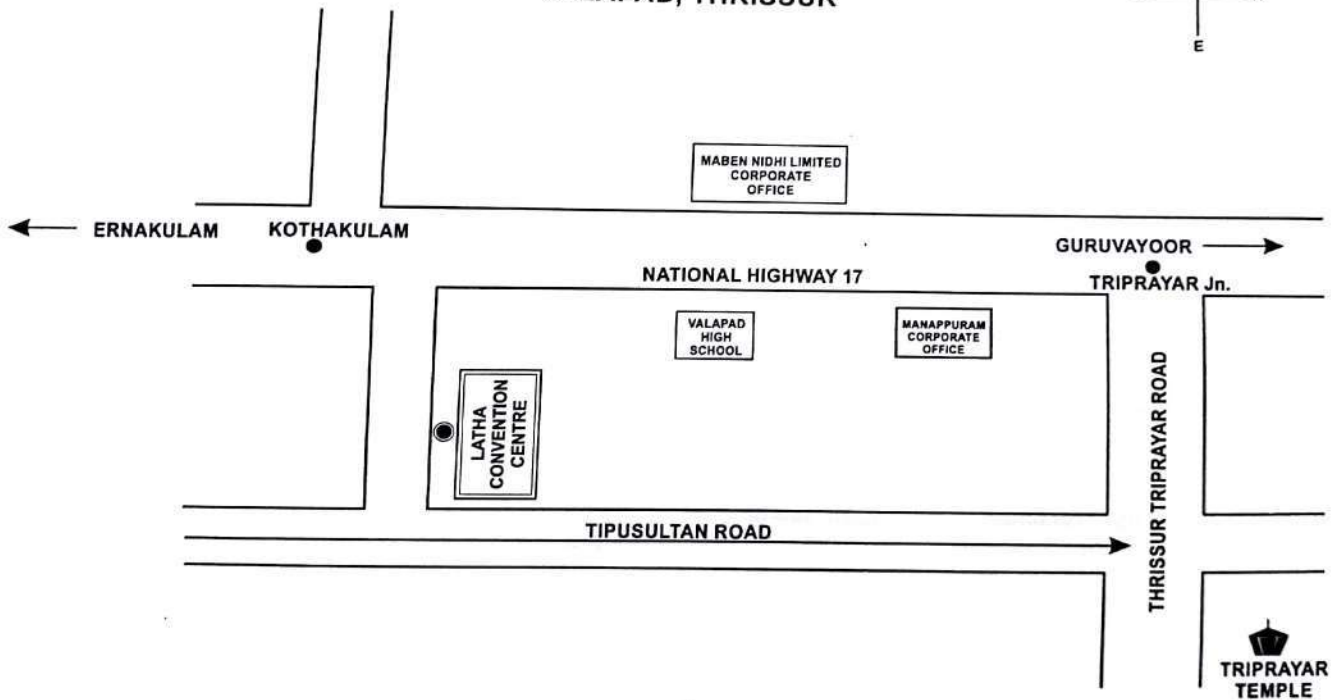 THRISSUR
E
MABEN NIDHI LIMITED
CORPORATE
OFFICE
ERNAKULAM
KOTHAKULAM
GURUVAYOOR
NATIONAL HIGHWAY 17
TRIPRAYAR Jn.
VALAPAD
HIGH
SCHOOL
MANAPPURAM
CORPORATE
OFFICE
LATHA
CONVENTION
CENTRE
THRISSUR TRIPRAYAR ROAD
TIPUSULTAN ROAD
TRIPRAYAR
TEMPLE